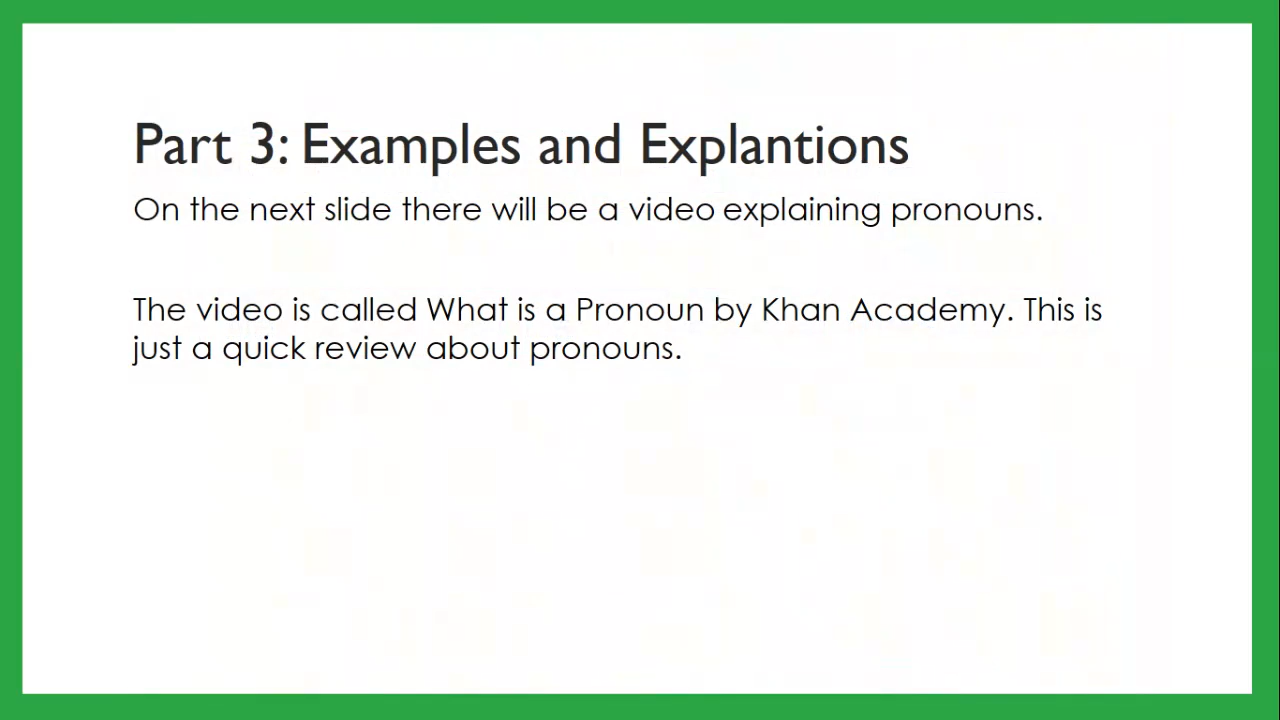 Part 3: Examples and Explantions
On the next slide there will be a video explaining pronouns.
The video is called What is a Pronoun by Khan Academy. This is
just a quick review about pronouns.